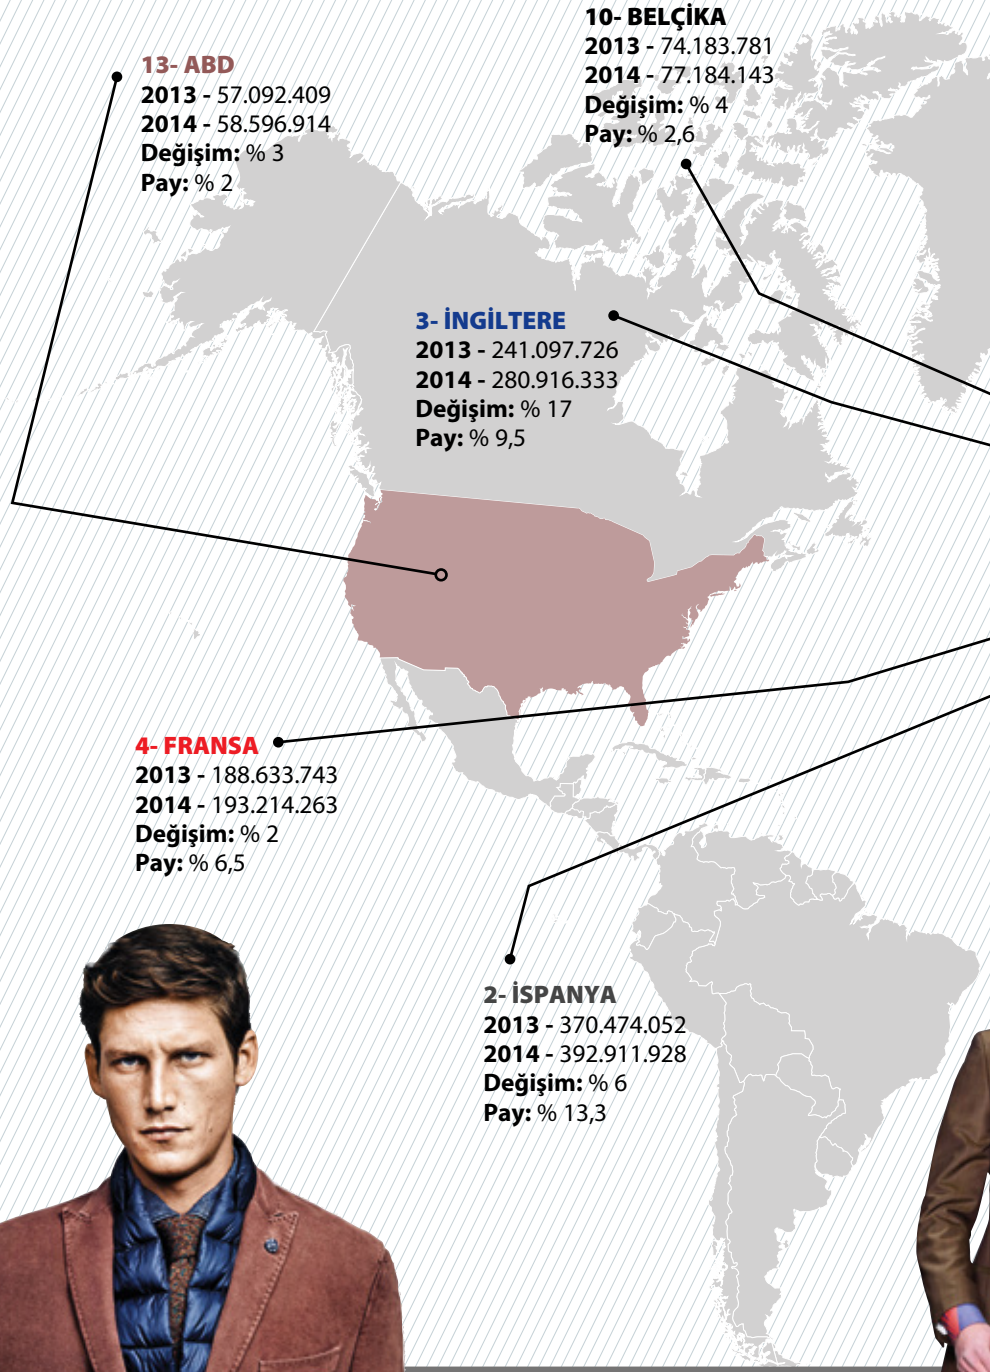 10- BELÇİKA
2013 - 74.183.781
2014 - 77.184.143
Değişim: % 4
Pay: % 2,6
13- ABD
2013 - 57.092.409
2014 - 58.596.914
Değişim: % 3
Pay: % 2
3- İNGİLTERE
2013 - 241.097.726
2014 - 280.916.333
Değişim: % 17
Pay: % 9,5
4- FRANSA
2013 - 188.633.743
2014 - 193.214.263
Değişim: % 2
Pay: % 6,5
2- İSPANYA
2013 - 370.474.052
2014 - 392.911.928
Değişim: % 6
Pay: % 13,3